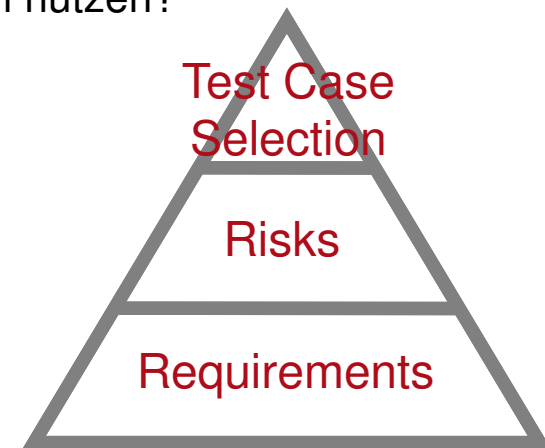 nutzen?
Test Case
Selection
Risks
Requirements